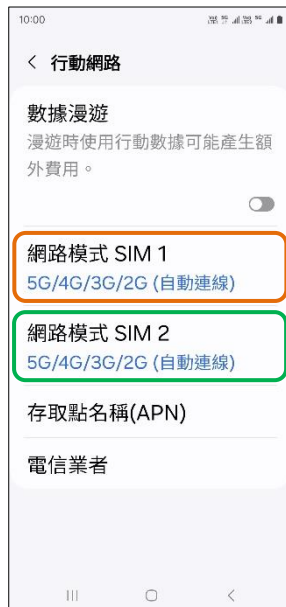 10:00
行動網路
數據漫遊
漫遊時使用行動數據可能產生額
外費用。
網路模式 SIM 1
5G/4G/3G/2G (自動連線)
網路模式 SIM 2
5G/4G/3G/2G (自動連線)
存取點名稱(APN)
電信業者